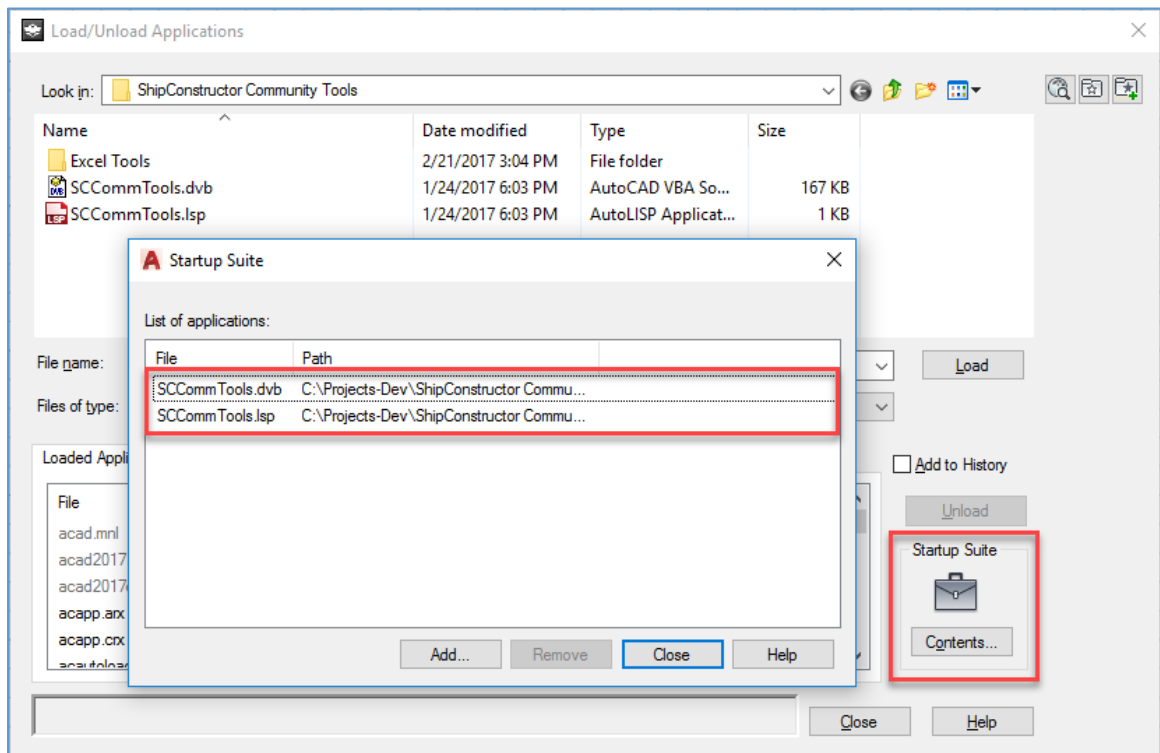 Load/Unload Applications
Look in: ShipConstructor Community Tools
Name Date modified Type Size
Excel Tools 2/21/2017 3:04 PM File folder
DVB SCCommTools.dvb 1/24/2017 6:03 PM AutoCAD VBA So... 167 KB
LSP SCCommTools.lsp 1/24/2017 6:03 PM AutoLISP Applicat... 1 KB
Startup Suite
List of applications:
File name: File Path Load
SCCommTools.dvb C:\Projects-Dev\ShipConstructor Commu...
Files of type: SCCommTools.lsp C:\Projects-Dev\ShipConstructor Commu...
Loaded Appli Add to History
File Unload
acad.mnl
acad2017 Startup Suite
acad2017
acapp.arx
acapp.crx Contents...
Add... Remove Close Help
Close Help